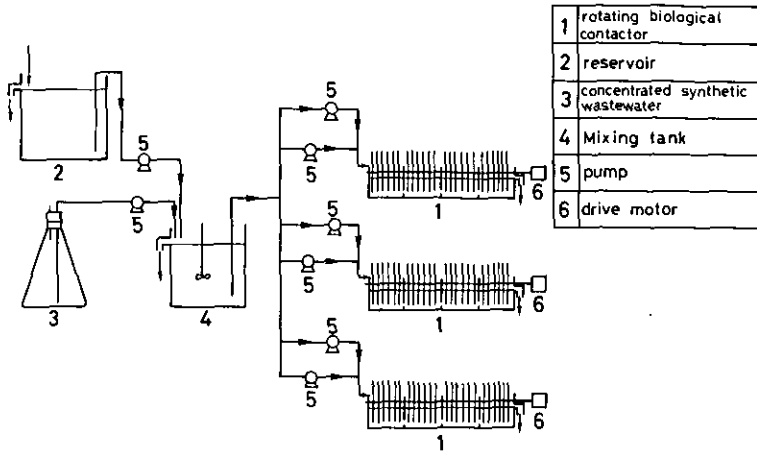 1 rotating biological
contactor
2 reservoir
3 concentrated synthetic
wastewater
4 Mixing tank
5 pump
6 drive motor
5
5
5
2
6
1
5
5
5
6
3
4
1
5
5
6
1